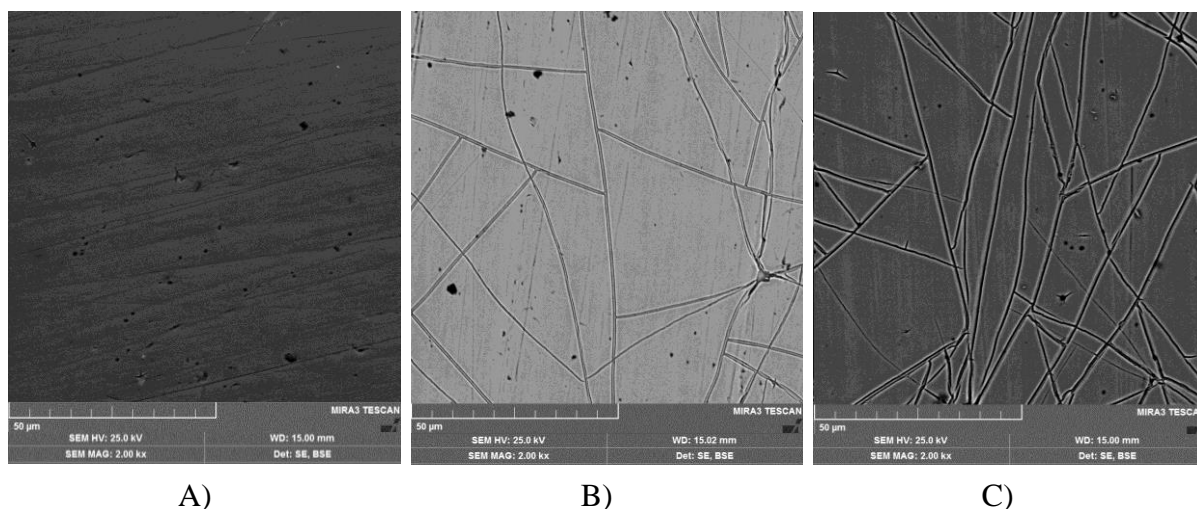 MIRA3 TESCAN
50 µm
SEM HV: 25.0 kV WD: 15.00 mm
SEM MAG: 2.00 kx Det: SE, BSE
MIRA3 TESCAN
50 µm
SEM HV: 25.0 kV WD: 15.02 mm
SEM MAG: 2.00 kx Det: SE, BSE
MIRA3 TESCAN
50 µm
SEM HV: 25.0 kV WD: 15.00 mm
SEM MAG: 2.00 kx Det: SE, BSE
A) B) C)